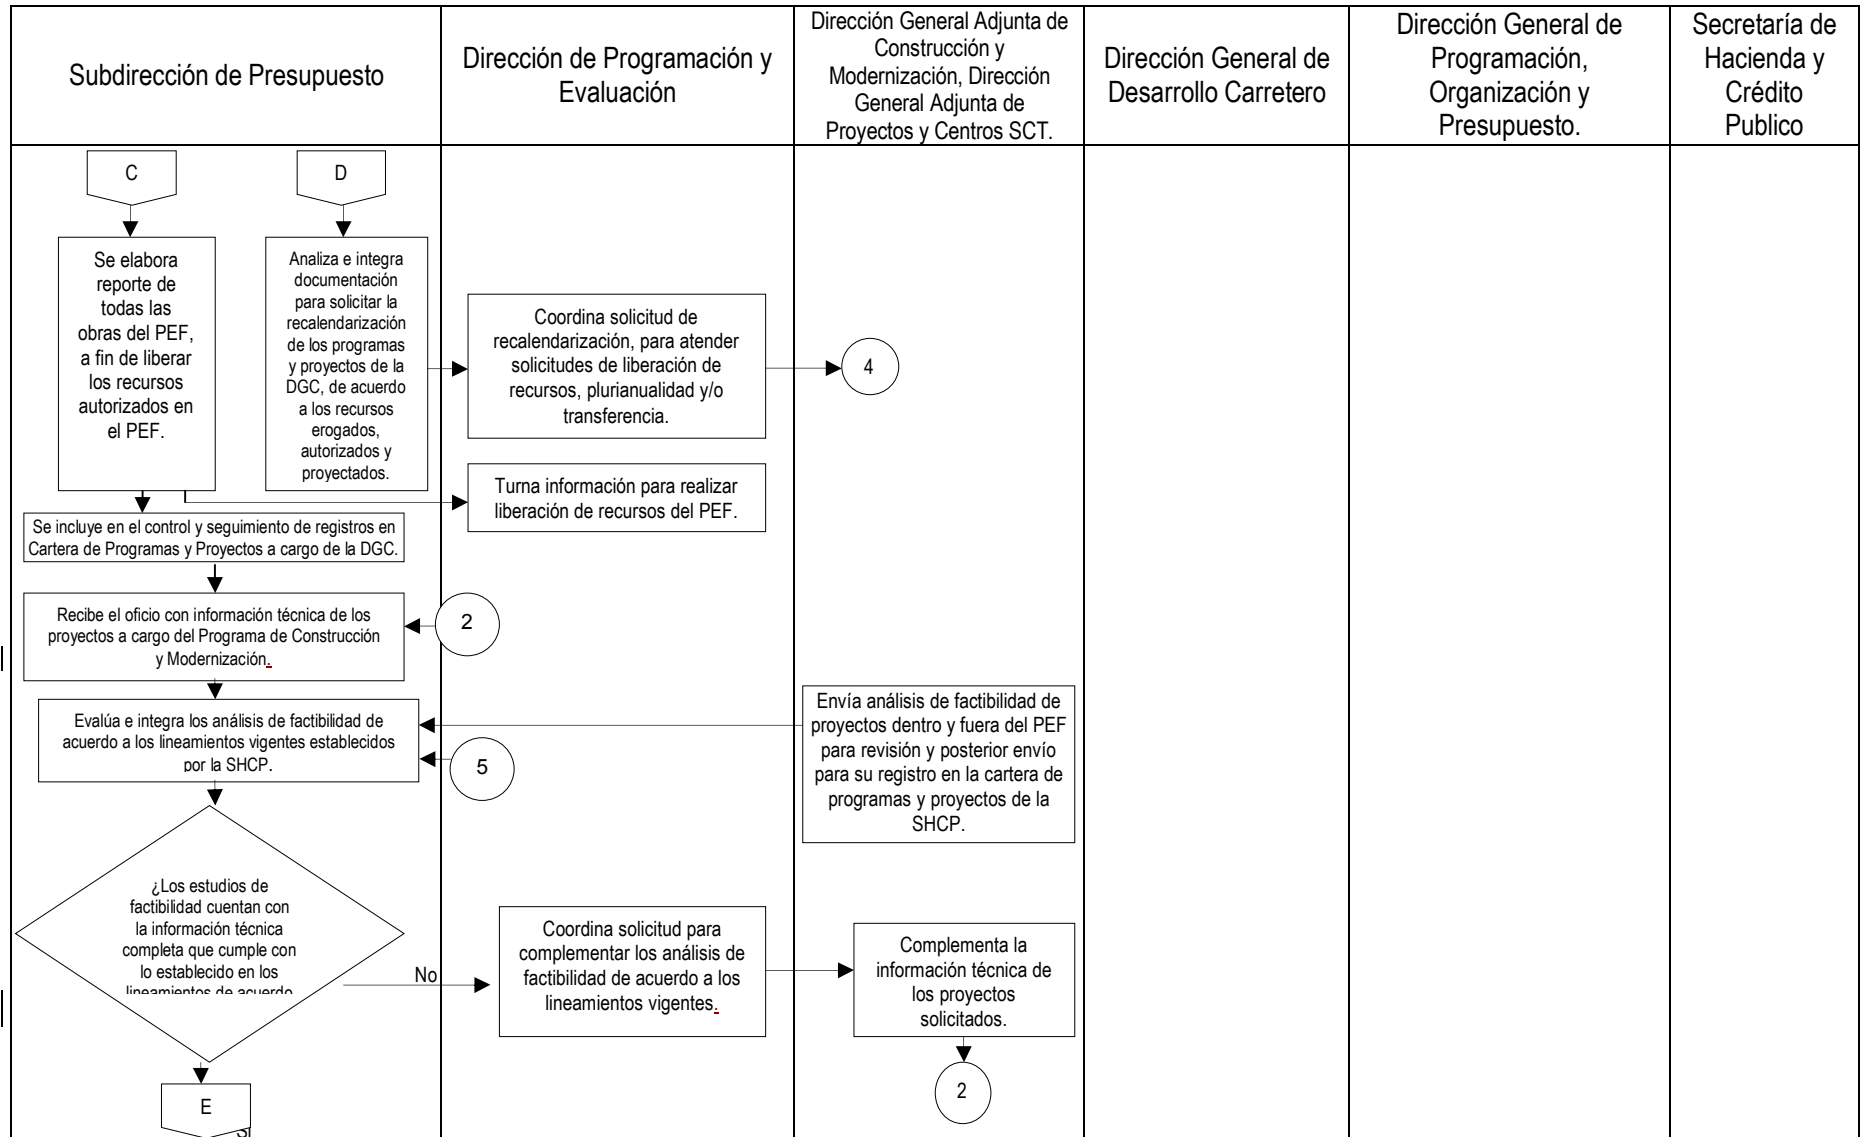 Subdirección de Presupuesto
Dirección de Programación y
Evaluación
Dirección General Adjunta de
Construcción y
Modernización, Dirección
General Adjunta de
Proyectos y Centros SCT.
Dirección General de
Desarrollo Carretero
Dirección General de
Programación,
Organización y
Presupuesto.
Secretaría de
Hacienda y
Crédito
Publico
C
D
Se elabora
reporte de
todas las
obras del PEF,
a fin de liberar
los recursos
autorizados en
el PEF.
Analiza e integra
documentación
para solicitar la
recalendarización
de los programas
y proyectos de la
DGC, de acuerdo
a los recursos
erogados,
autorizados y
proyectados.
Coordina solicitud de
recalendarización, para atender
solicitudes de liberación de
recursos, plurianualidad y/o
transferencia.
4
Turna información para realizar
liberación de recursos del PEF.
Se incluye en el control y seguimiento de registros en
Cartera de Programas y Proyectos a cargo de la DGC.
Recibe el oficio con información técnica de los
proyectos a cargo del Programa de Construcción
y Modernización.
2
Evalúa e integra los análisis de factibilidad de
acuerdo a los lineamientos vigentes establecidos
por la SHCP.
5
Envía análisis de factibilidad de
proyectos dentro y fuera del PEF
para revisión y posterior envío
para su registro en la cartera de
programas y proyectos de la
SHCP.
¿Los estudios de
factibilidad cuentan con
la información técnica
completa que cumple con
lo establecido en los
lineamientos de acuerdo
No
Coordina solicitud para
complementar los análisis de
factibilidad de acuerdo a los
lineamientos vigentes.
Complementa la
información técnica de
los proyectos
solicitados.
2
E